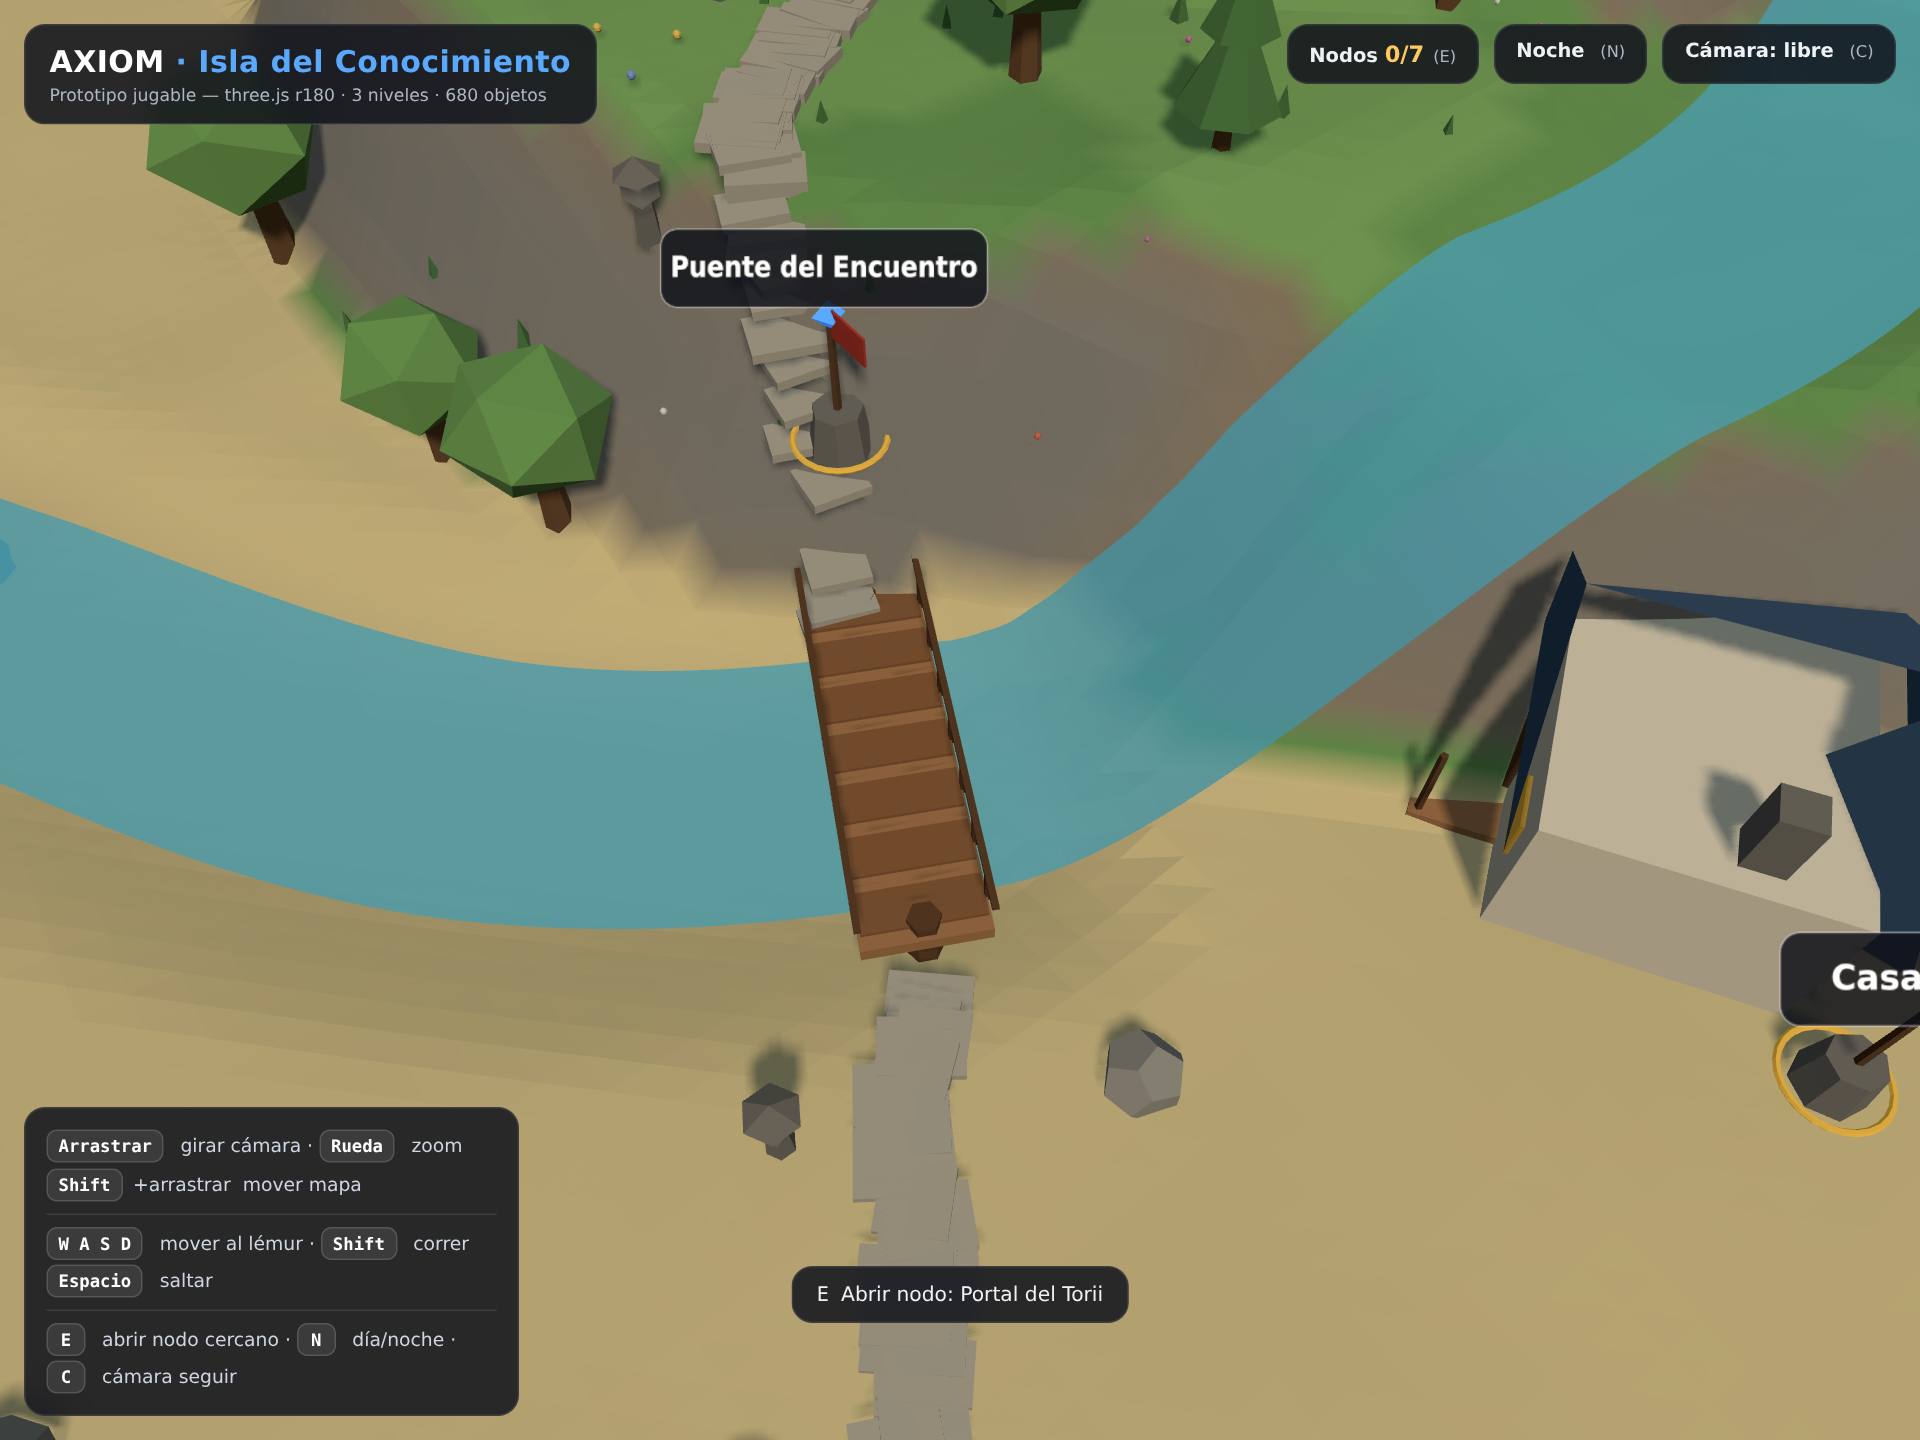 AXIOM · Isla del Conocimiento
Prototipo jugable — three.js r180 · 3 niveles · 680 objetos
Nodos 0/7 (E)
Noche (N)
Cámara: libre (C)
Puente del Encuentro
Casa
Arrastrar girar cámara · Rueda zoom
Shift +arrastrar mover mapa
W A S D mover al lémur · Shift correr
Espacio saltar
E abrir nodo cercano · N día/noche ·
C cámara seguir
E Abrir nodo: Portal del Torii